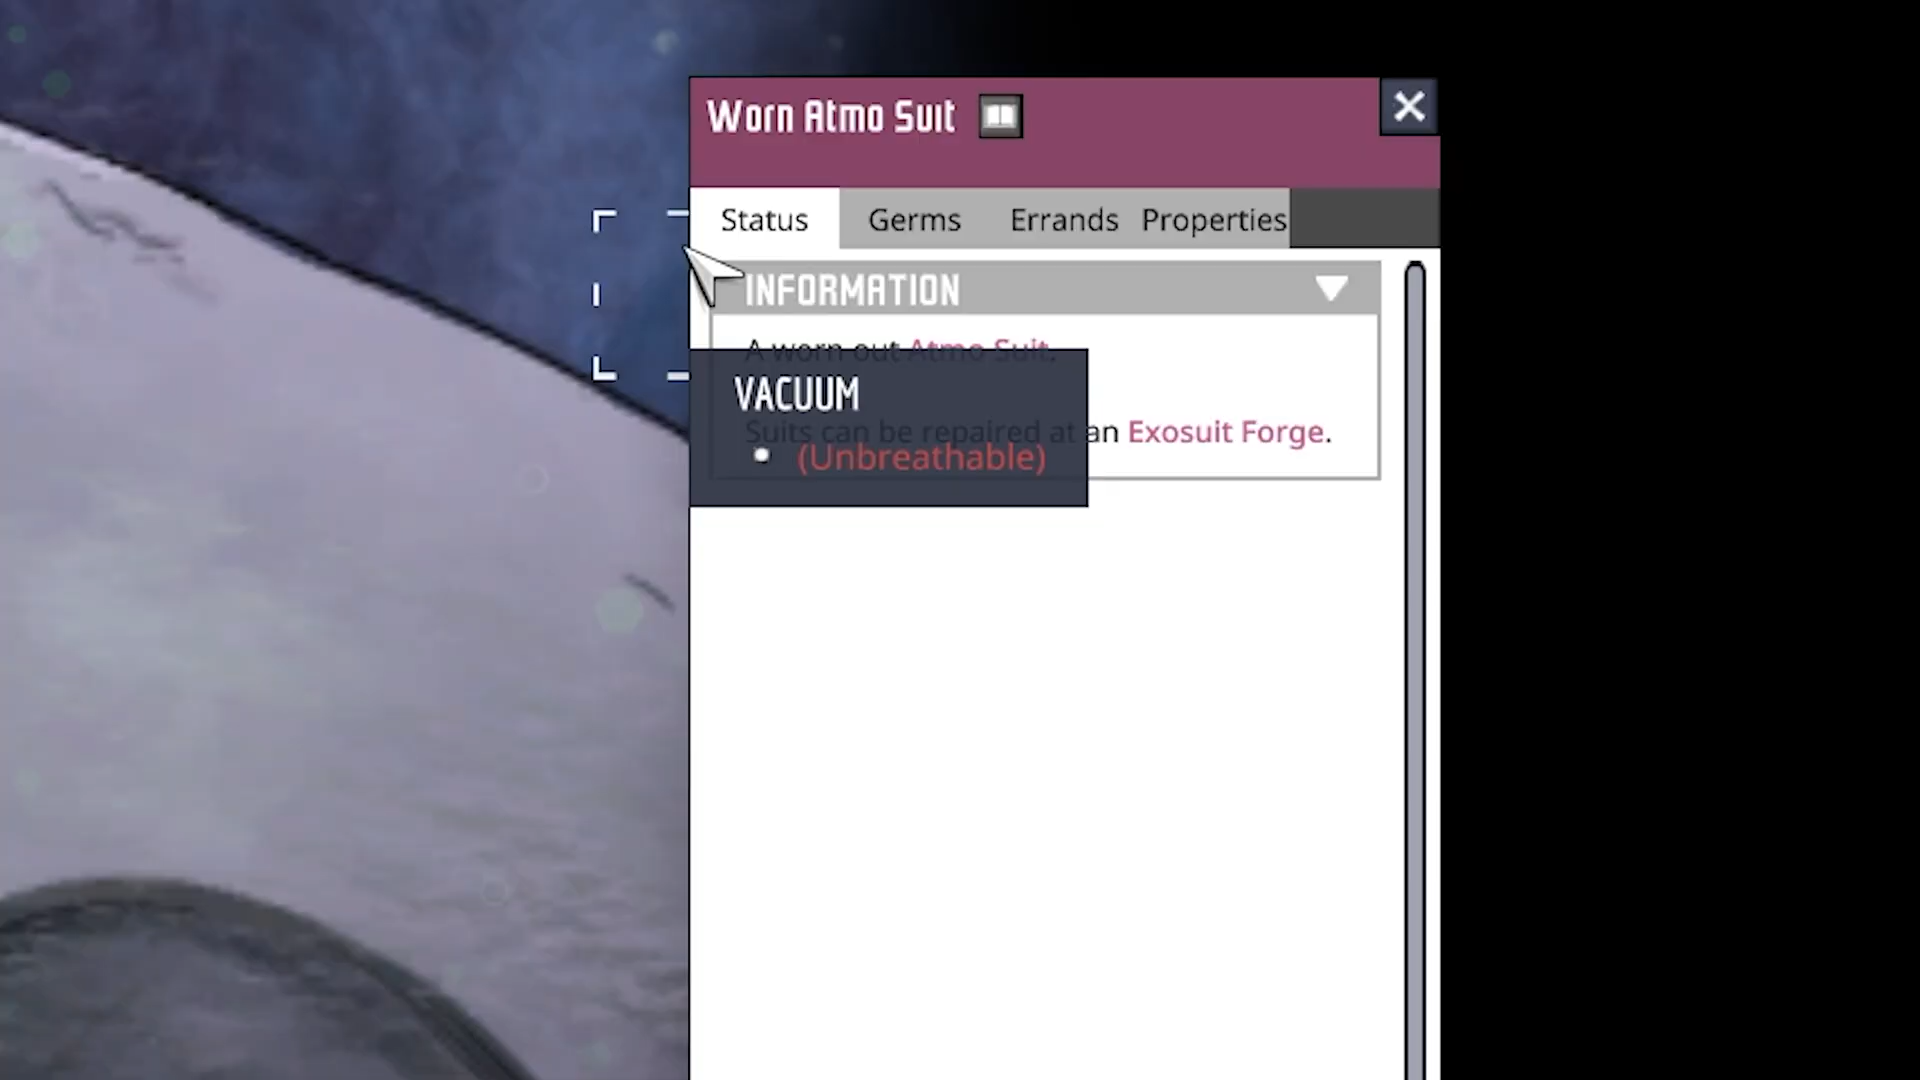 Worn Atmo Suit
Status Germs Errands Properties
INFORMATION
A worn out Atmo Suit.
VACUUM
Suits can be repaired at an Exosuit Forge.
(Unbreathable)